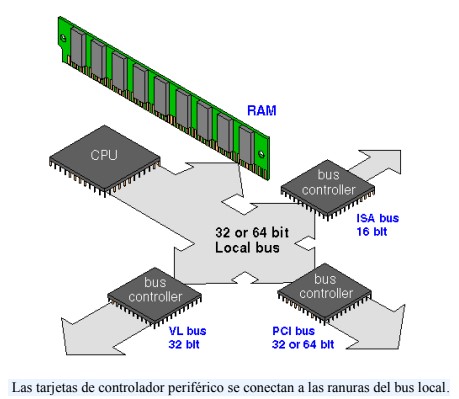 RAM
CPU
bus
controller
ISA bus
16 bit
32 or 64 bit
Local bus
bus
controller
VL bus
32 bit
bus
controller
PCI bus
32 or 64 bit
Las tarjetas de controlador periférico se conectan a las ranuras del bus local.